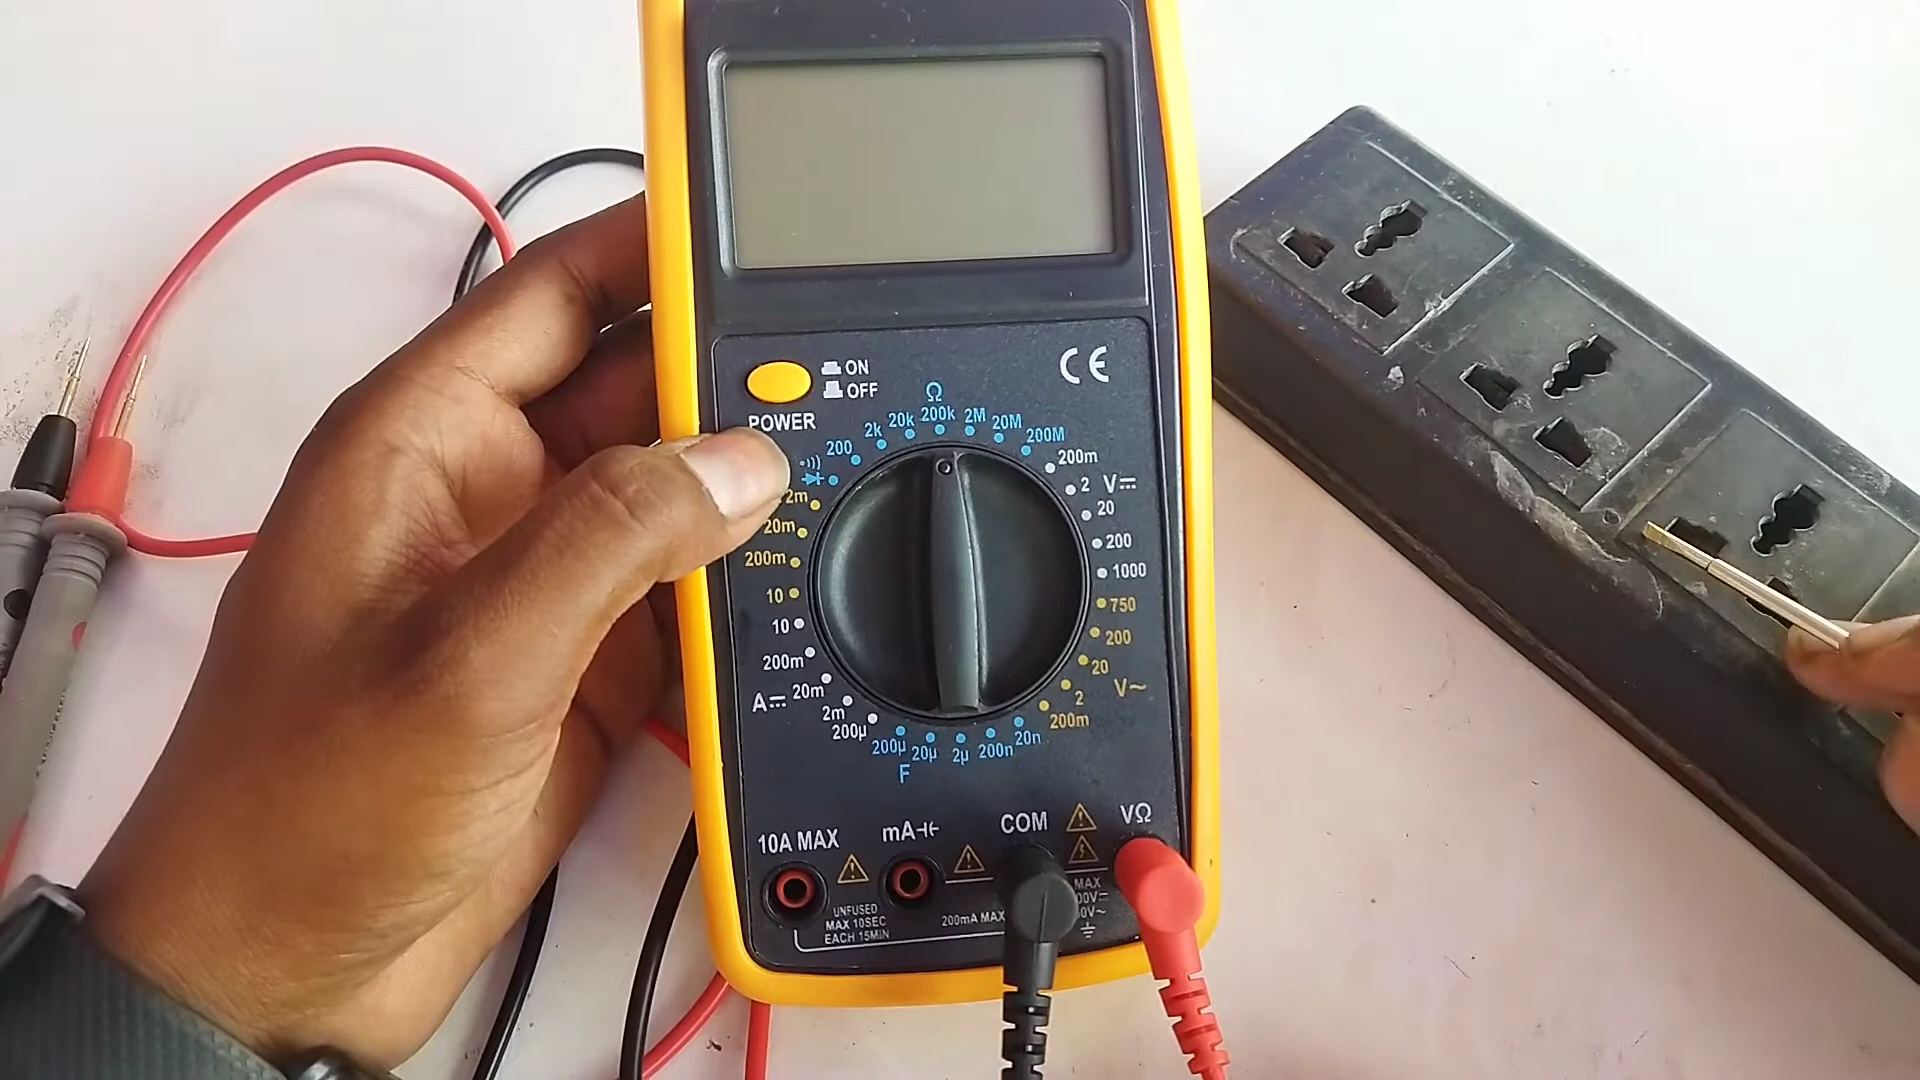 ON
OFF
CE
POWER
Ω
200
2k
20k
200k
2M
20M
200M
200m
2
V⎓
20
200
1000
750
200
20
V~
2
200m
20n
200n
2µ
20µ
200µ
F
200µ
2m
20m
A⎓
200m
10
10
200m
20m
2m
10A MAX
mA
COM
VΩ
UNFUSED
MAX 10SEC
EACH 15MIN
200mA MAX
MAX